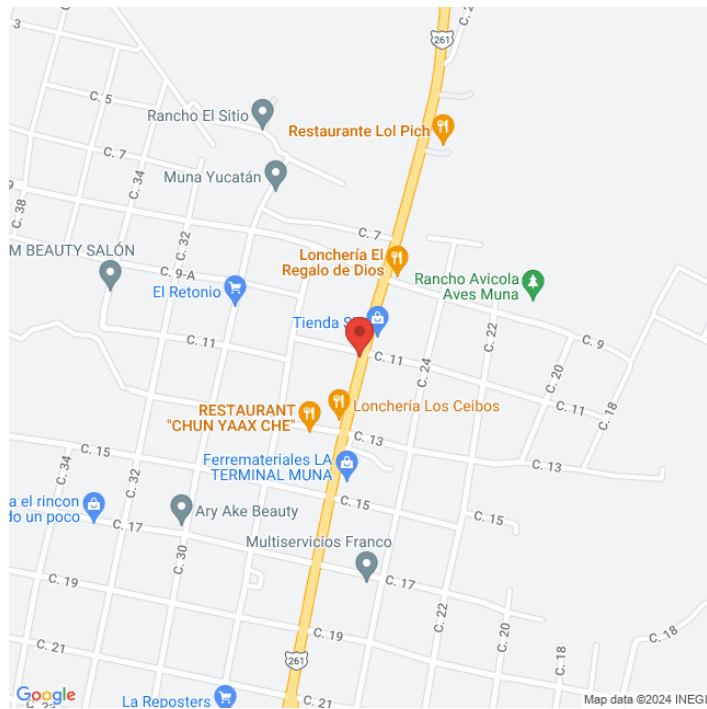 261
C. 2
3
C. 5
Rancho El Sitio
Restaurante Lol Pich
C. 7
Muna Yucatán
C. 34
C. 38
C. 32
C. 7
M BEAUTY SALÓN
Lonchería El
Regalo de Dios
C. 9-A
Rancho Avicola
Aves Muna
El Retonio
Tienda S
C. 22
C. 9
C. 11
C. 11
C. 24
C. 20
C. 18
C. 11
RESTAURANT
"CHUN YAAX CHE"
Lonchería Los Ceibos
C. 13
C. 13
C. 15
Ferremateriales LA
TERMINAL MUNA
C. 34
C. 32
C. 15
C. 15
a el rincon
do un poco
Ary Ake Beauty
C. 17
Multiservicios Franco
C. 30
C. 17
C. 19
C. 22
C. 20
C. 19
C. 18
C. 18
C. 21
261
C. 21
La Reposters
Google
Map data ©2024 INEGI